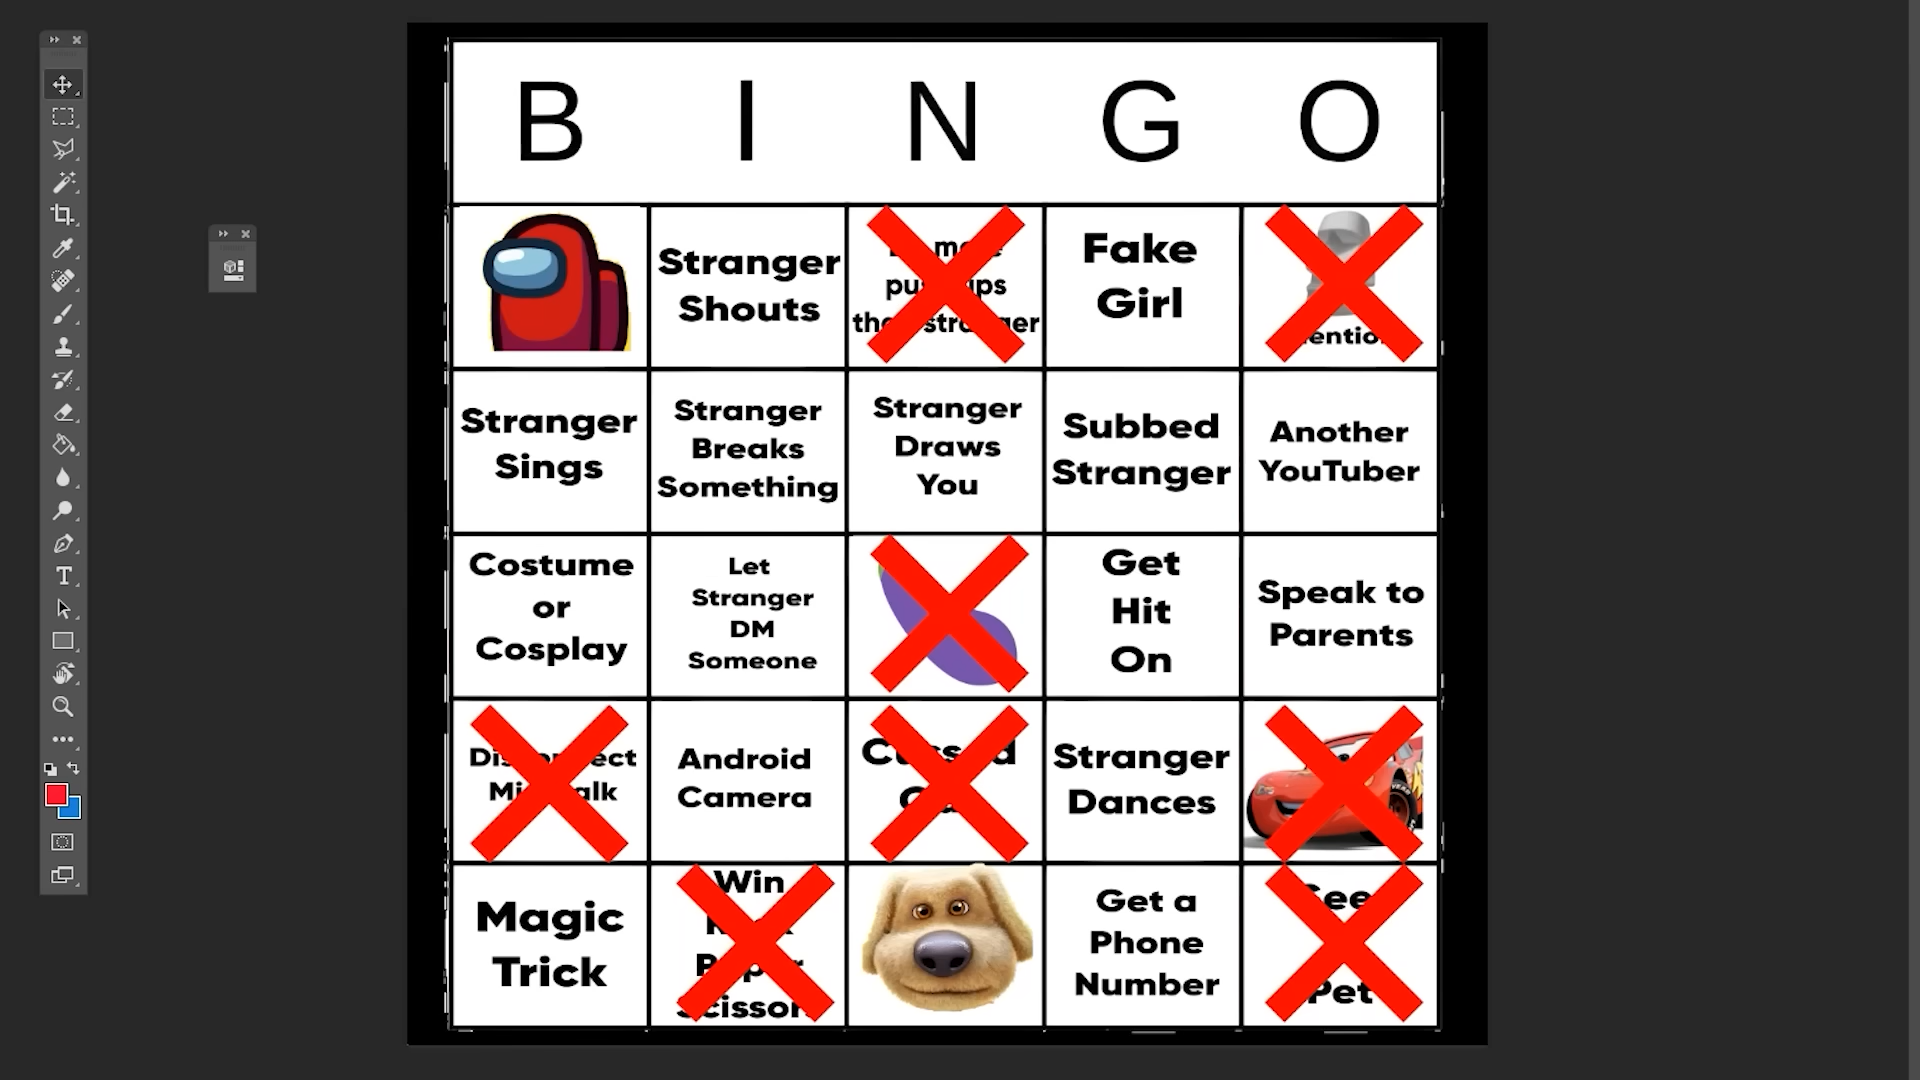 B I N G O
Stranger
Shouts
Fake
Girl
Stranger
Sings
Stranger
Breaks
Something
Stranger
Draws
You
Subbed
Stranger
Another
YouTuber
Costume
or
Cosplay
Let
Stranger
DM
Someone
Get
Hit
On
Speak to
Parents
Android
Camera
Stranger
Dances
Magic
Trick
Win
Get a
Phone
Number
Pet